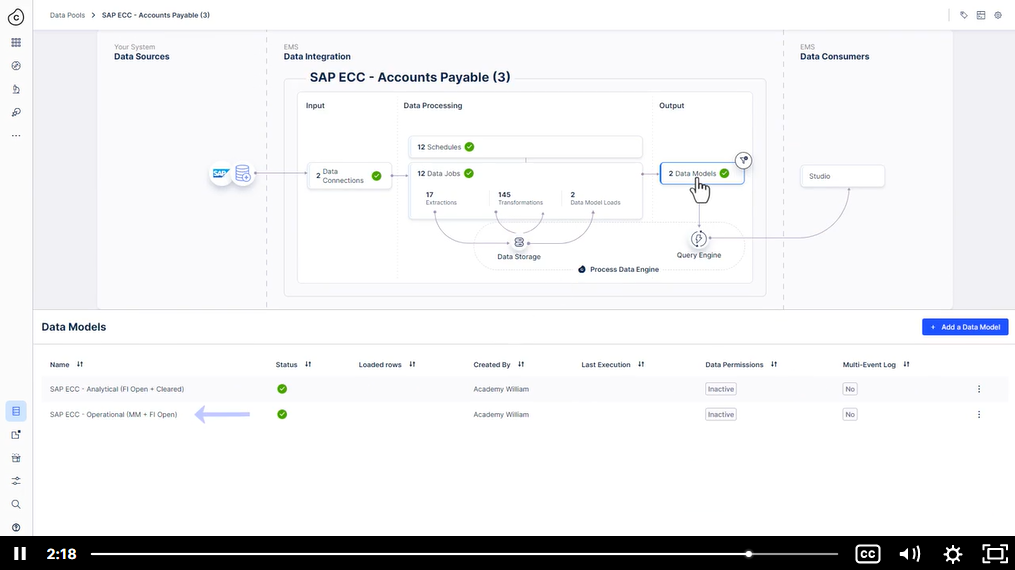 Data Pools > SAP ECC - Accounts Payable (3)
Your System
Data Sources
EMS
Data Integration
EMS
Data Consumers
SAP ECC - Accounts Payable (3)
Input
Data Processing
Output
12 Schedules
SAP
2 Data Connections
12 Data Jobs
2 Data Models
Studio
17
145
2
Extractions
Transformations
Data Model Loads
Data Storage
Query Engine
Process Data Engine
Data Models
+ Add a Data Model
Name Status Loaded rows Created By Last Execution Data Permissions Multi-Event Log
SAP ECC - Analytical (FI Open + Cleared) Academy William Inactive No
SAP ECC - Operational (MM + FI Open) Academy William Inactive No
2:18
CC